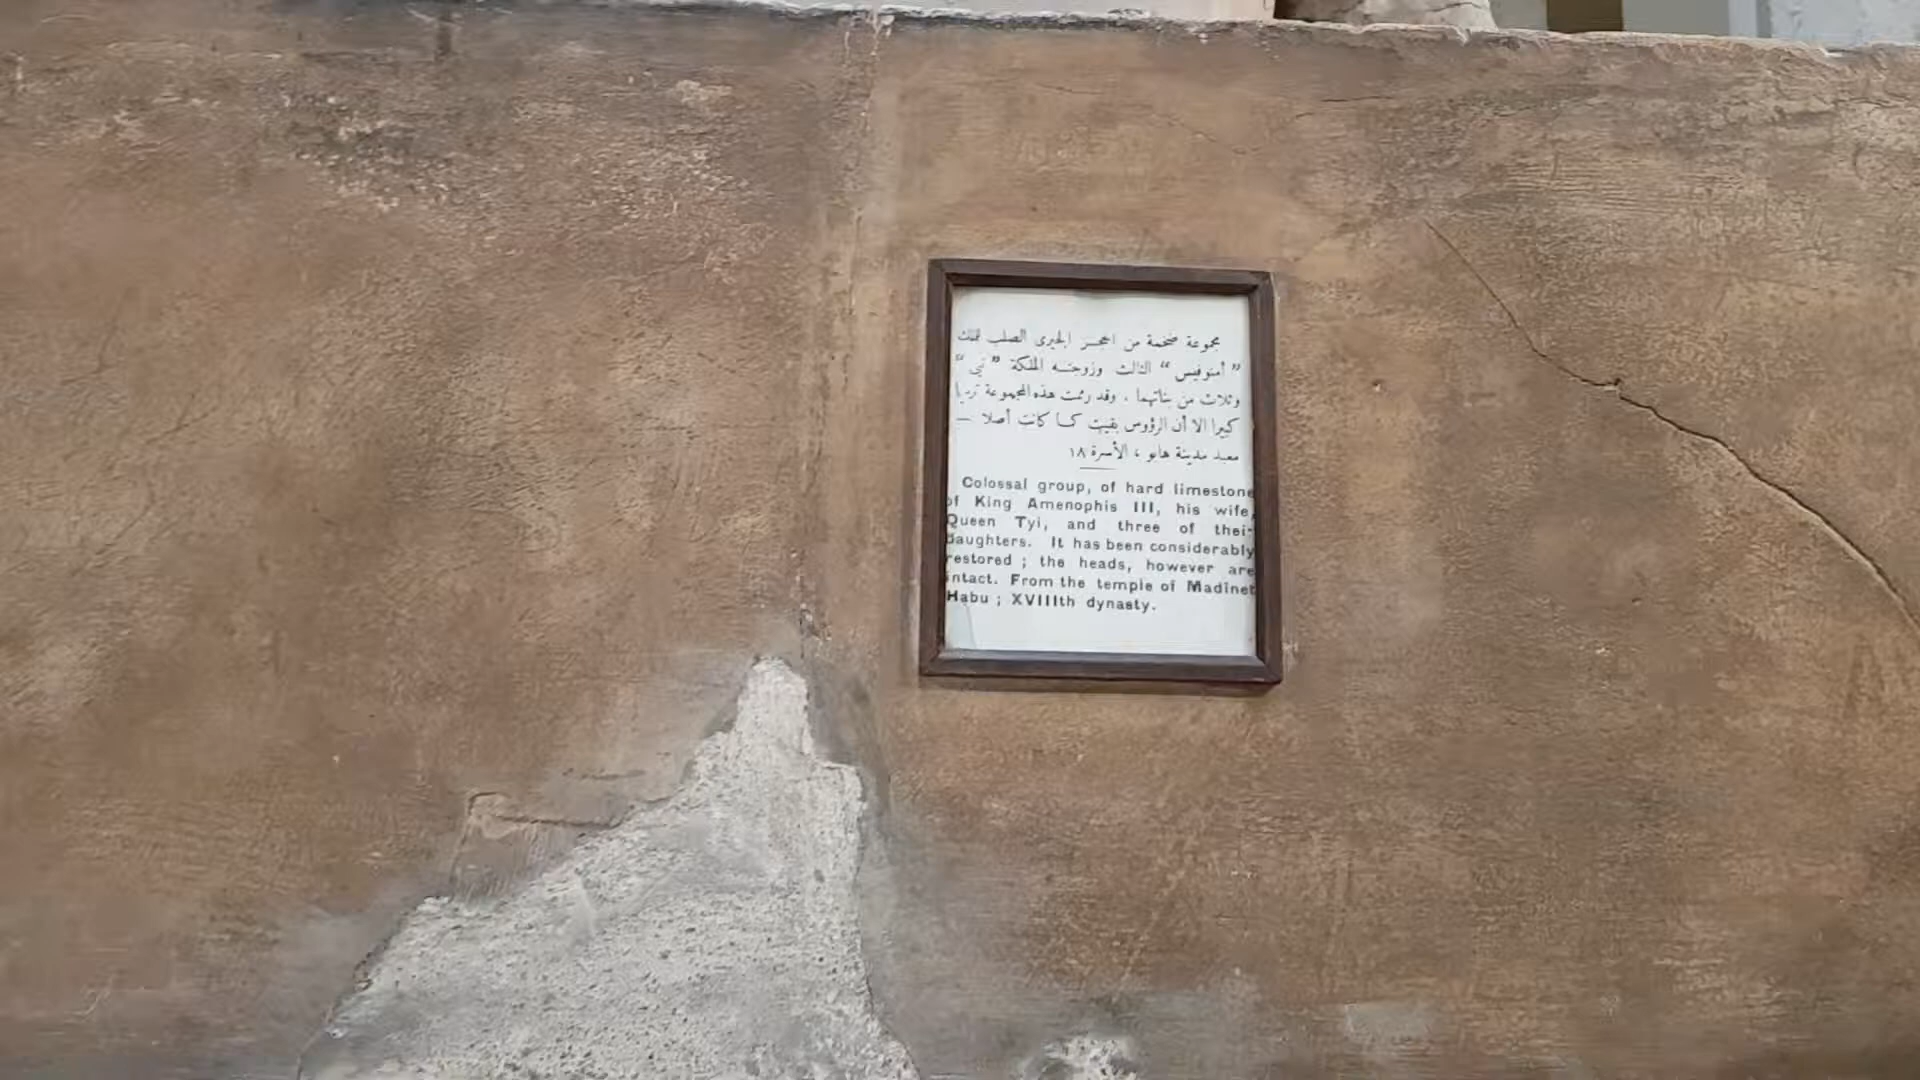 مجموعة ضخمة من الحجر الجيرى الصلب للملك
”أمنوفيس“ الثالث وزوجته الملكة ”تى“
وثلاث من بناتهما ، وقد رممت هذه المجموعة
كبيرا الا أن الرؤوس بقيت كما كانت أصلا —
معبد مدينة هابو ، الأسرة ١٨
Colossal group, of hard limestone
of King Amenophis III, his wife,
Queen Tyi, and three of their
daughters. It has been considerably
restored ; the heads, however are
intact. From the temple of Madinet
Habu ; XVIIIth dynasty.